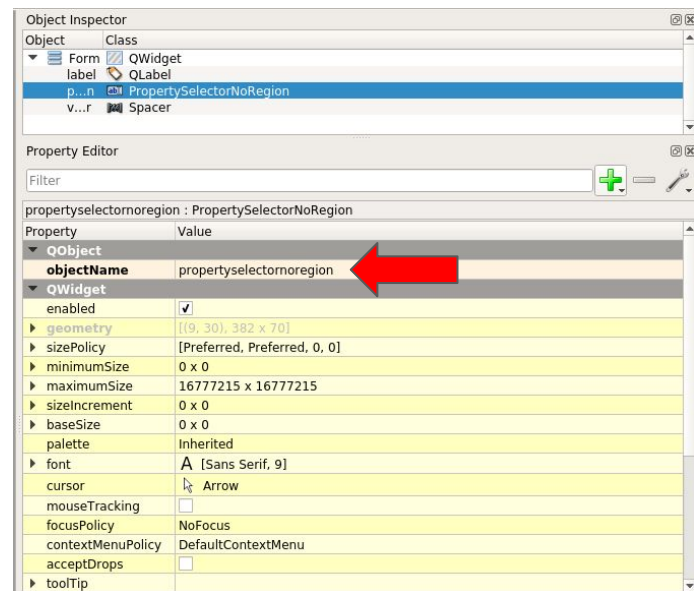 Object Inspector
Object Class
Form QWidget
label QLabel
p...n PropertySelectorNoRegion
v...r Spacer
Property Editor
Filter
propertyselectornoregion : PropertySelectorNoRegion
Property Value
QObject
objectName propertyselectornoregion
QWidget
enabled
geometry [(9, 30), 382 x 70]
sizePolicy [Preferred, Preferred, 0, 0]
minimumSize 0 x 0
maximumSize 16777215 x 16777215
sizeIncrement 0 x 0
baseSize 0 x 0
palette Inherited
font A [Sans Serif, 9]
cursor Arrow
mouseTracking
focusPolicy NoFocus
contextMenuPolicy DefaultContextMenu
acceptDrops
toolTip